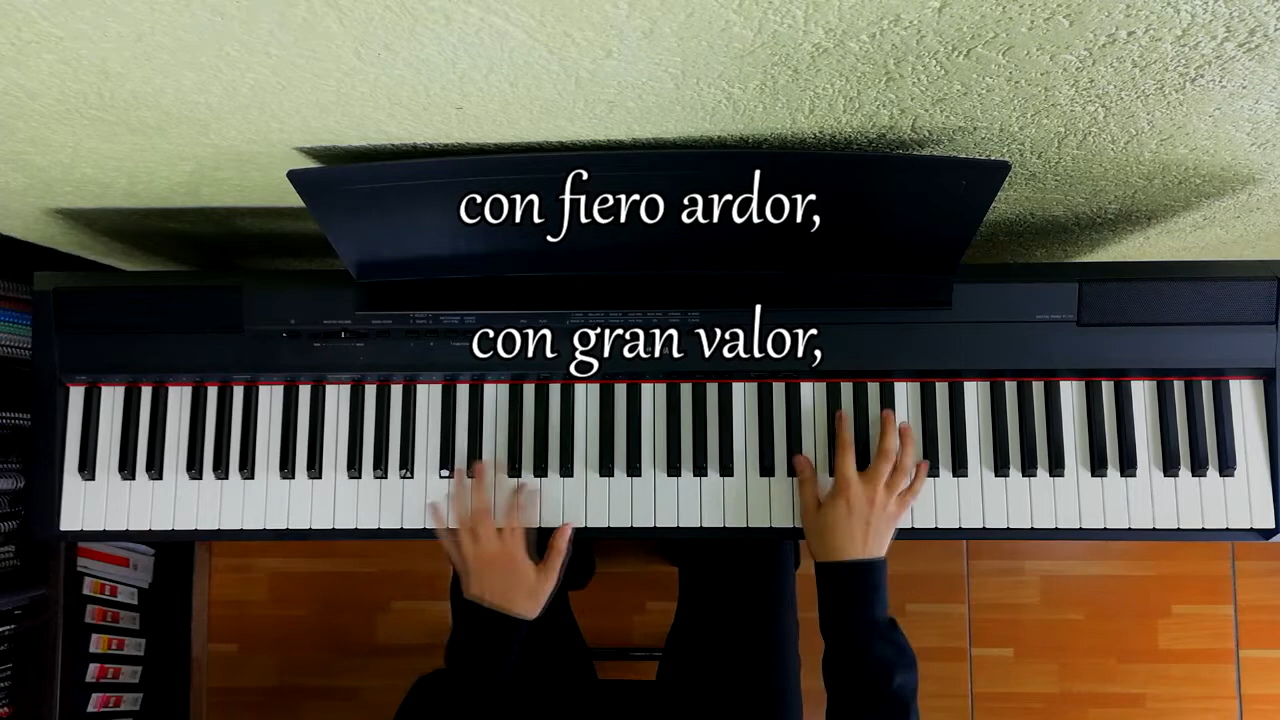 con fiero ardor,
con gran valor,